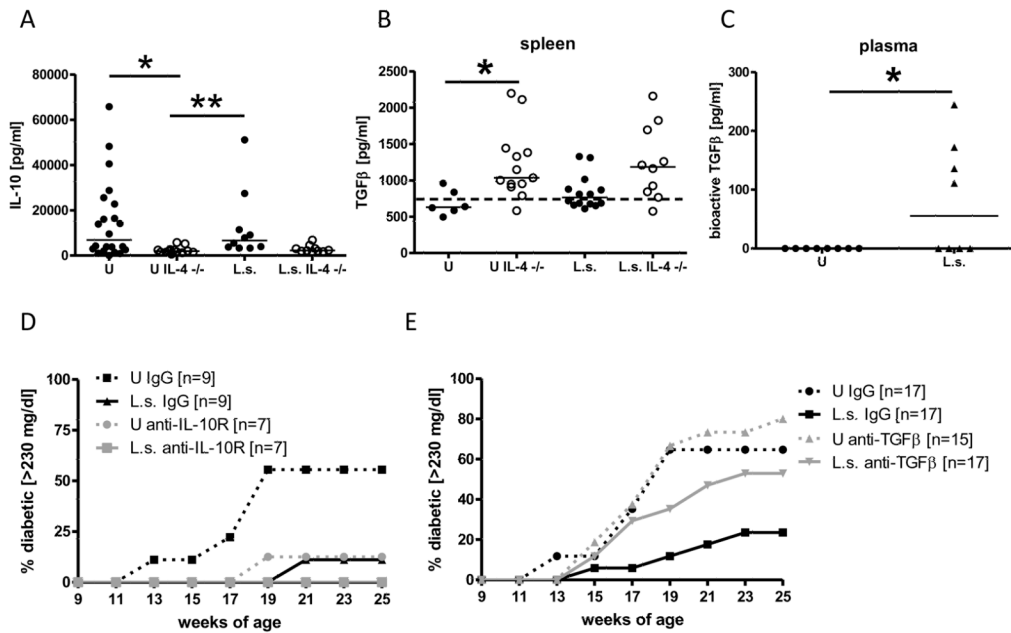 A
IL-10 [pg/ml]
80000
60000
40000
20000
0
*
**
U
U IL-4 -/-
L.s.
L.s. IL-4 -/-
B
spleen
TGFβ [pg/ml]
2500
2000
1500
1000
500
0
*
U
U IL-4 -/-
L.s.
L.s. IL-4 -/-
C
plasma
bioactive TGFβ [pg/ml]
300
200
100
0
*
U
L.s.
D
% diabetic [>230 mg/dl]
100
75
50
25
0
U IgG [n=9]
L.s. IgG [n=9]
U anti-IL-10R [n=7]
L.s. anti-IL-10R [n=7]
9 11 13 15 17 19 21 23 25
weeks of age
E
% diabetic [>230 mg/dl]
100
80
60
40
20
0
U IgG [n=17]
L.s. IgG [n=17]
U anti-TGFβ [n=15]
L.s. anti-TGFβ [n=17]
9 11 13 15 17 19 21 23 25
weeks of age